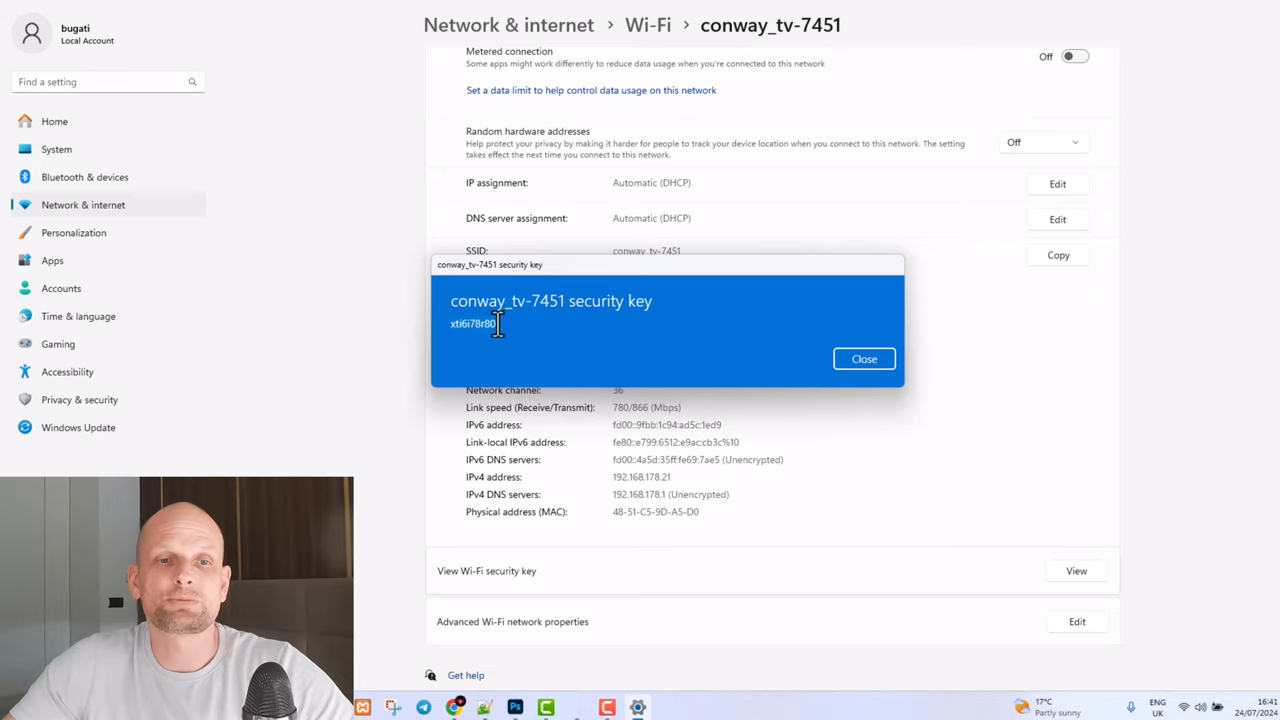 bugati
Local Account
Find a setting
Home
System
Bluetooth & devices
Network & internet
Personalization
Apps
Accounts
Time & language
Gaming
Accessibility
Privacy & security
Windows Update
Network & internet > Wi-Fi > conway_tv-7451
Metered connection
Some apps might work differently to reduce data usage when you're connected to this network
Off
Set a data limit to help control data usage on this network
Random hardware addresses
Help protect your privacy by making it harder for people to track your device location when you connect to this network. The setting
takes effect the next time you connect to this network.
Off
IP assignment: Automatic (DHCP) Edit
DNS server assignment: Automatic (DHCP) Edit
SSID: conway_tv-7451 Copy
conway_tv-7451 security key
conway_tv-7451 security key
xti6i78r80
Close
Network channel: 36
Link speed (Receive/Transmit): 780/866 (Mbps)
IPv6 address: fd00::9fbb:1c94:ad5c:1ed9
Link-local IPv6 address: fe80::e799:6512:e9ac:cb3c%10
IPv6 DNS servers: fd00::4a5d:35ff:fe69:7ae5 (Unencrypted)
IPv4 address: 192.168.178.21
IPv4 DNS servers: 192.168.178.1 (Unencrypted)
Physical address (MAC): 48-51-C5-9D-A5-D0
View Wi-Fi security key View
Advanced Wi-Fi network properties Edit
Get help
Ps
17°C
Partly sunny
ENG
UK
16:41
24/07/2024